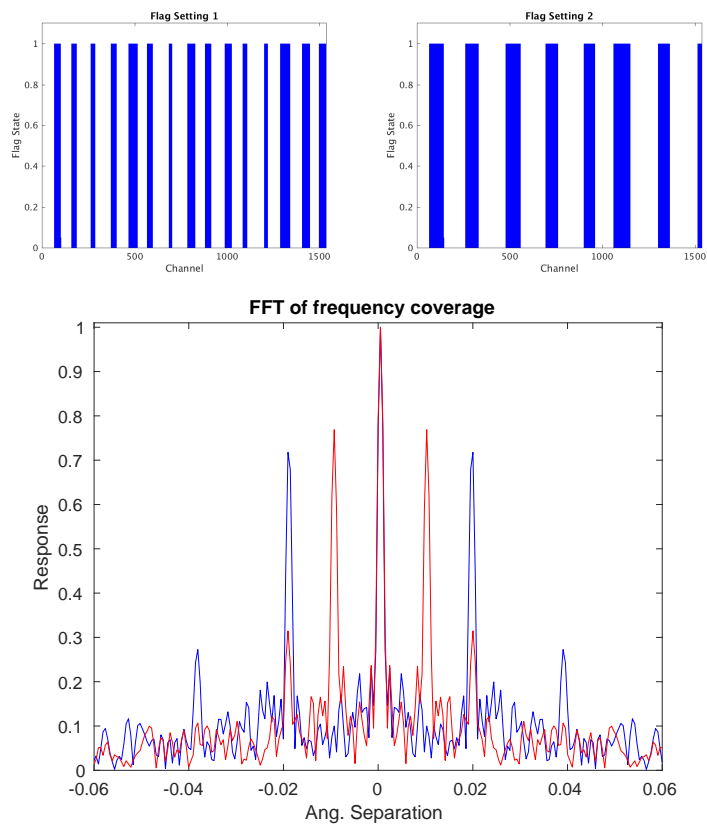 Flag Setting 1
1
0.8
0.6
0.4
0.2
0
Flag State
0 500 1000 1500
Channel
Flag Setting 2
1
0.8
0.6
0.4
0.2
0
Flag State
0 500 1000 1500
Channel
FFT of frequency coverage
1
0.9
0.8
0.7
0.6
0.5
0.4
0.3
0.2
0.1
0
Response
-0.06 -0.04 -0.02 0 0.02 0.04 0.06
Ang. Separation